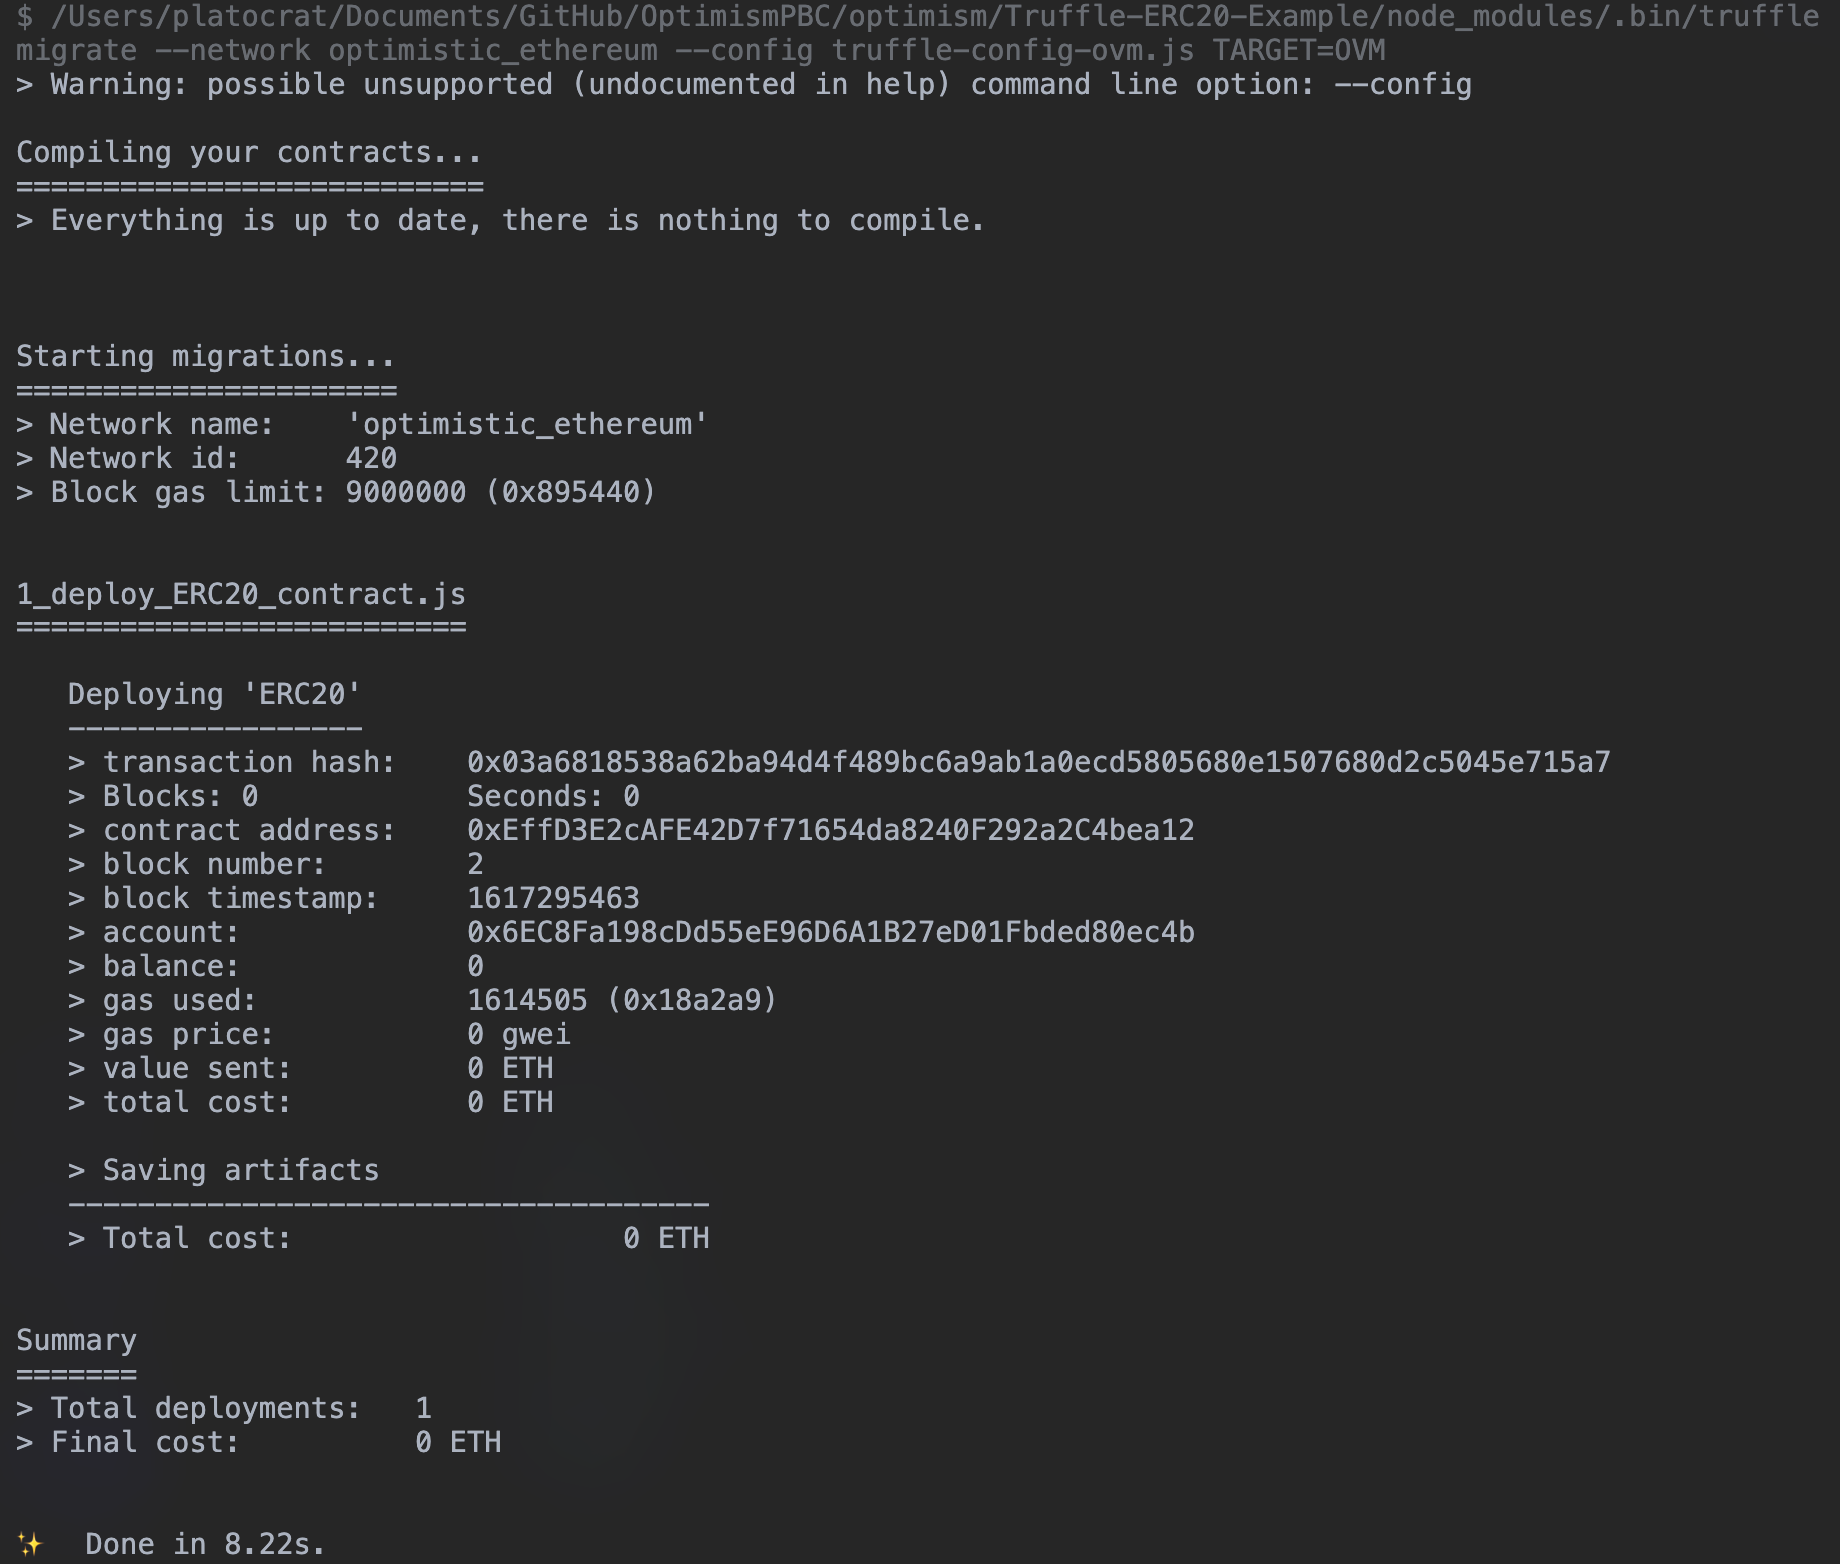 $ /Users/platocrat/Documents/GitHub/OptimismPBC/optimism/Truffle-ERC20-Example/node_modules/.bin/truffle
migrate --network optimistic_ethereum --config truffle-config-ovm.js TARGET=OVM
> Warning: possible unsupported (undocumented in help) command line option: --config
Compiling your contracts...
===========================
> Everything is up to date, there is nothing to compile.
Starting migrations...
======================
> Network name:    'optimistic_ethereum'
> Network id:      420
> Block gas limit: 9000000 (0x895440)
1_deploy_ERC20_contract.js
==========================
   Deploying 'ERC20'
   -----------------
   > transaction hash:    0x03a6818538a62ba94d4f489bc6a9ab1a0ecd5805680e1507680d2c5045e715a7
   > Blocks: 0            Seconds: 0
   > contract address:    0xEffD3E2cAFE42D7f71654da8240F292a2C4bea12
   > block number:        2
   > block timestamp:     1617295463
   > account:             0x6EC8Fa198cDd55eE96D6A1B27eD01Fbded80ec4b
   > balance:             0
   > gas used:            1614505 (0x18a2a9)
   > gas price:           0 gwei
   > value sent:          0 ETH
   > total cost:          0 ETH
   > Saving artifacts
   -------------------------------------
   > Total cost:                   0 ETH
Summary
=======
> Total deployments:   1
> Final cost:          0 ETH
✨  Done in 8.22s.